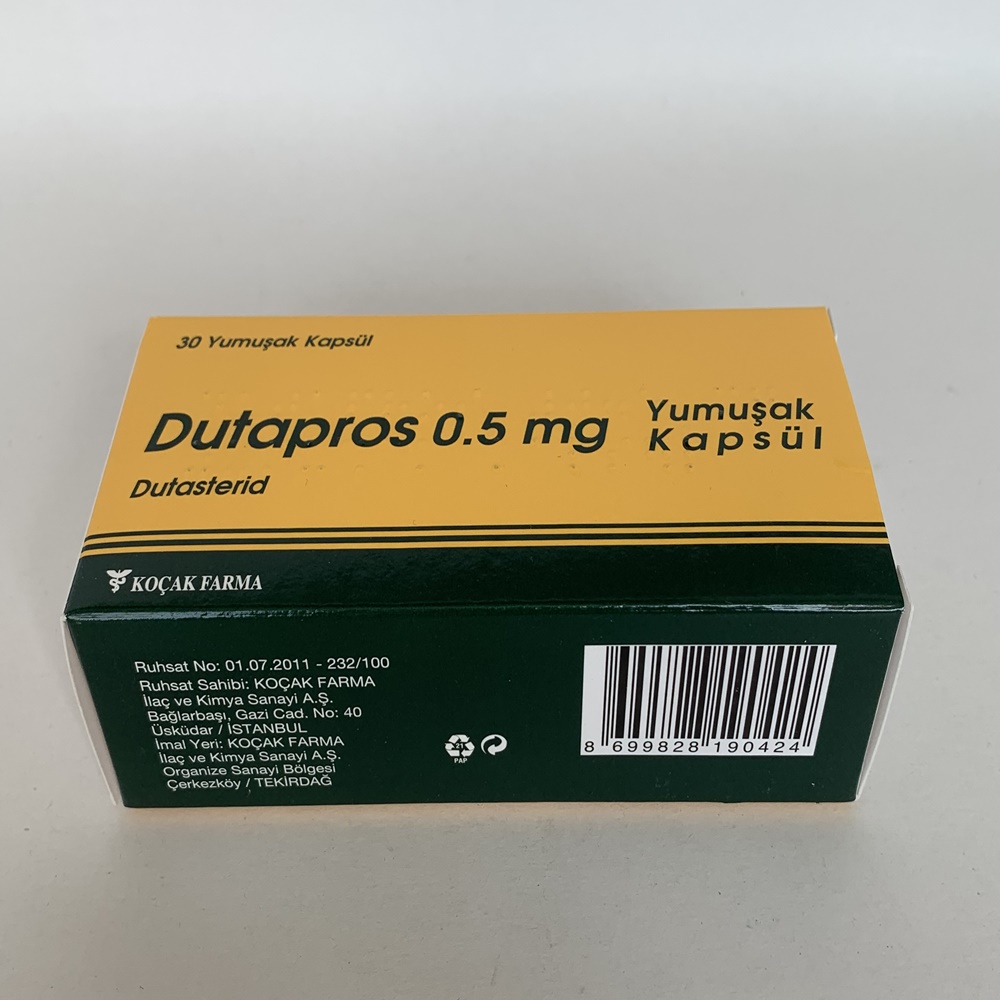 30 Yumuşak Kapsül
Dutapros 0.5 mg
Yumuşak
Kapsül
Dutasterid
KOÇAK FARMA
Ruhsat No: 01.07.2011 - 232/100
Ruhsat Sahibi: KOÇAK FARMA
İlaç ve Kimya Sanayi A.Ş.
Bağlarbaşı, Gazi Cad. No: 40
Üsküdar / İSTANBUL
İmal Yeri: KOÇAK FARMA
İlaç ve Kimya Sanayi A.Ş.
Organize Sanayi Bölgesi
Çerkezköy / TEKİRDAĞ
21
PAP
8 699828 190424